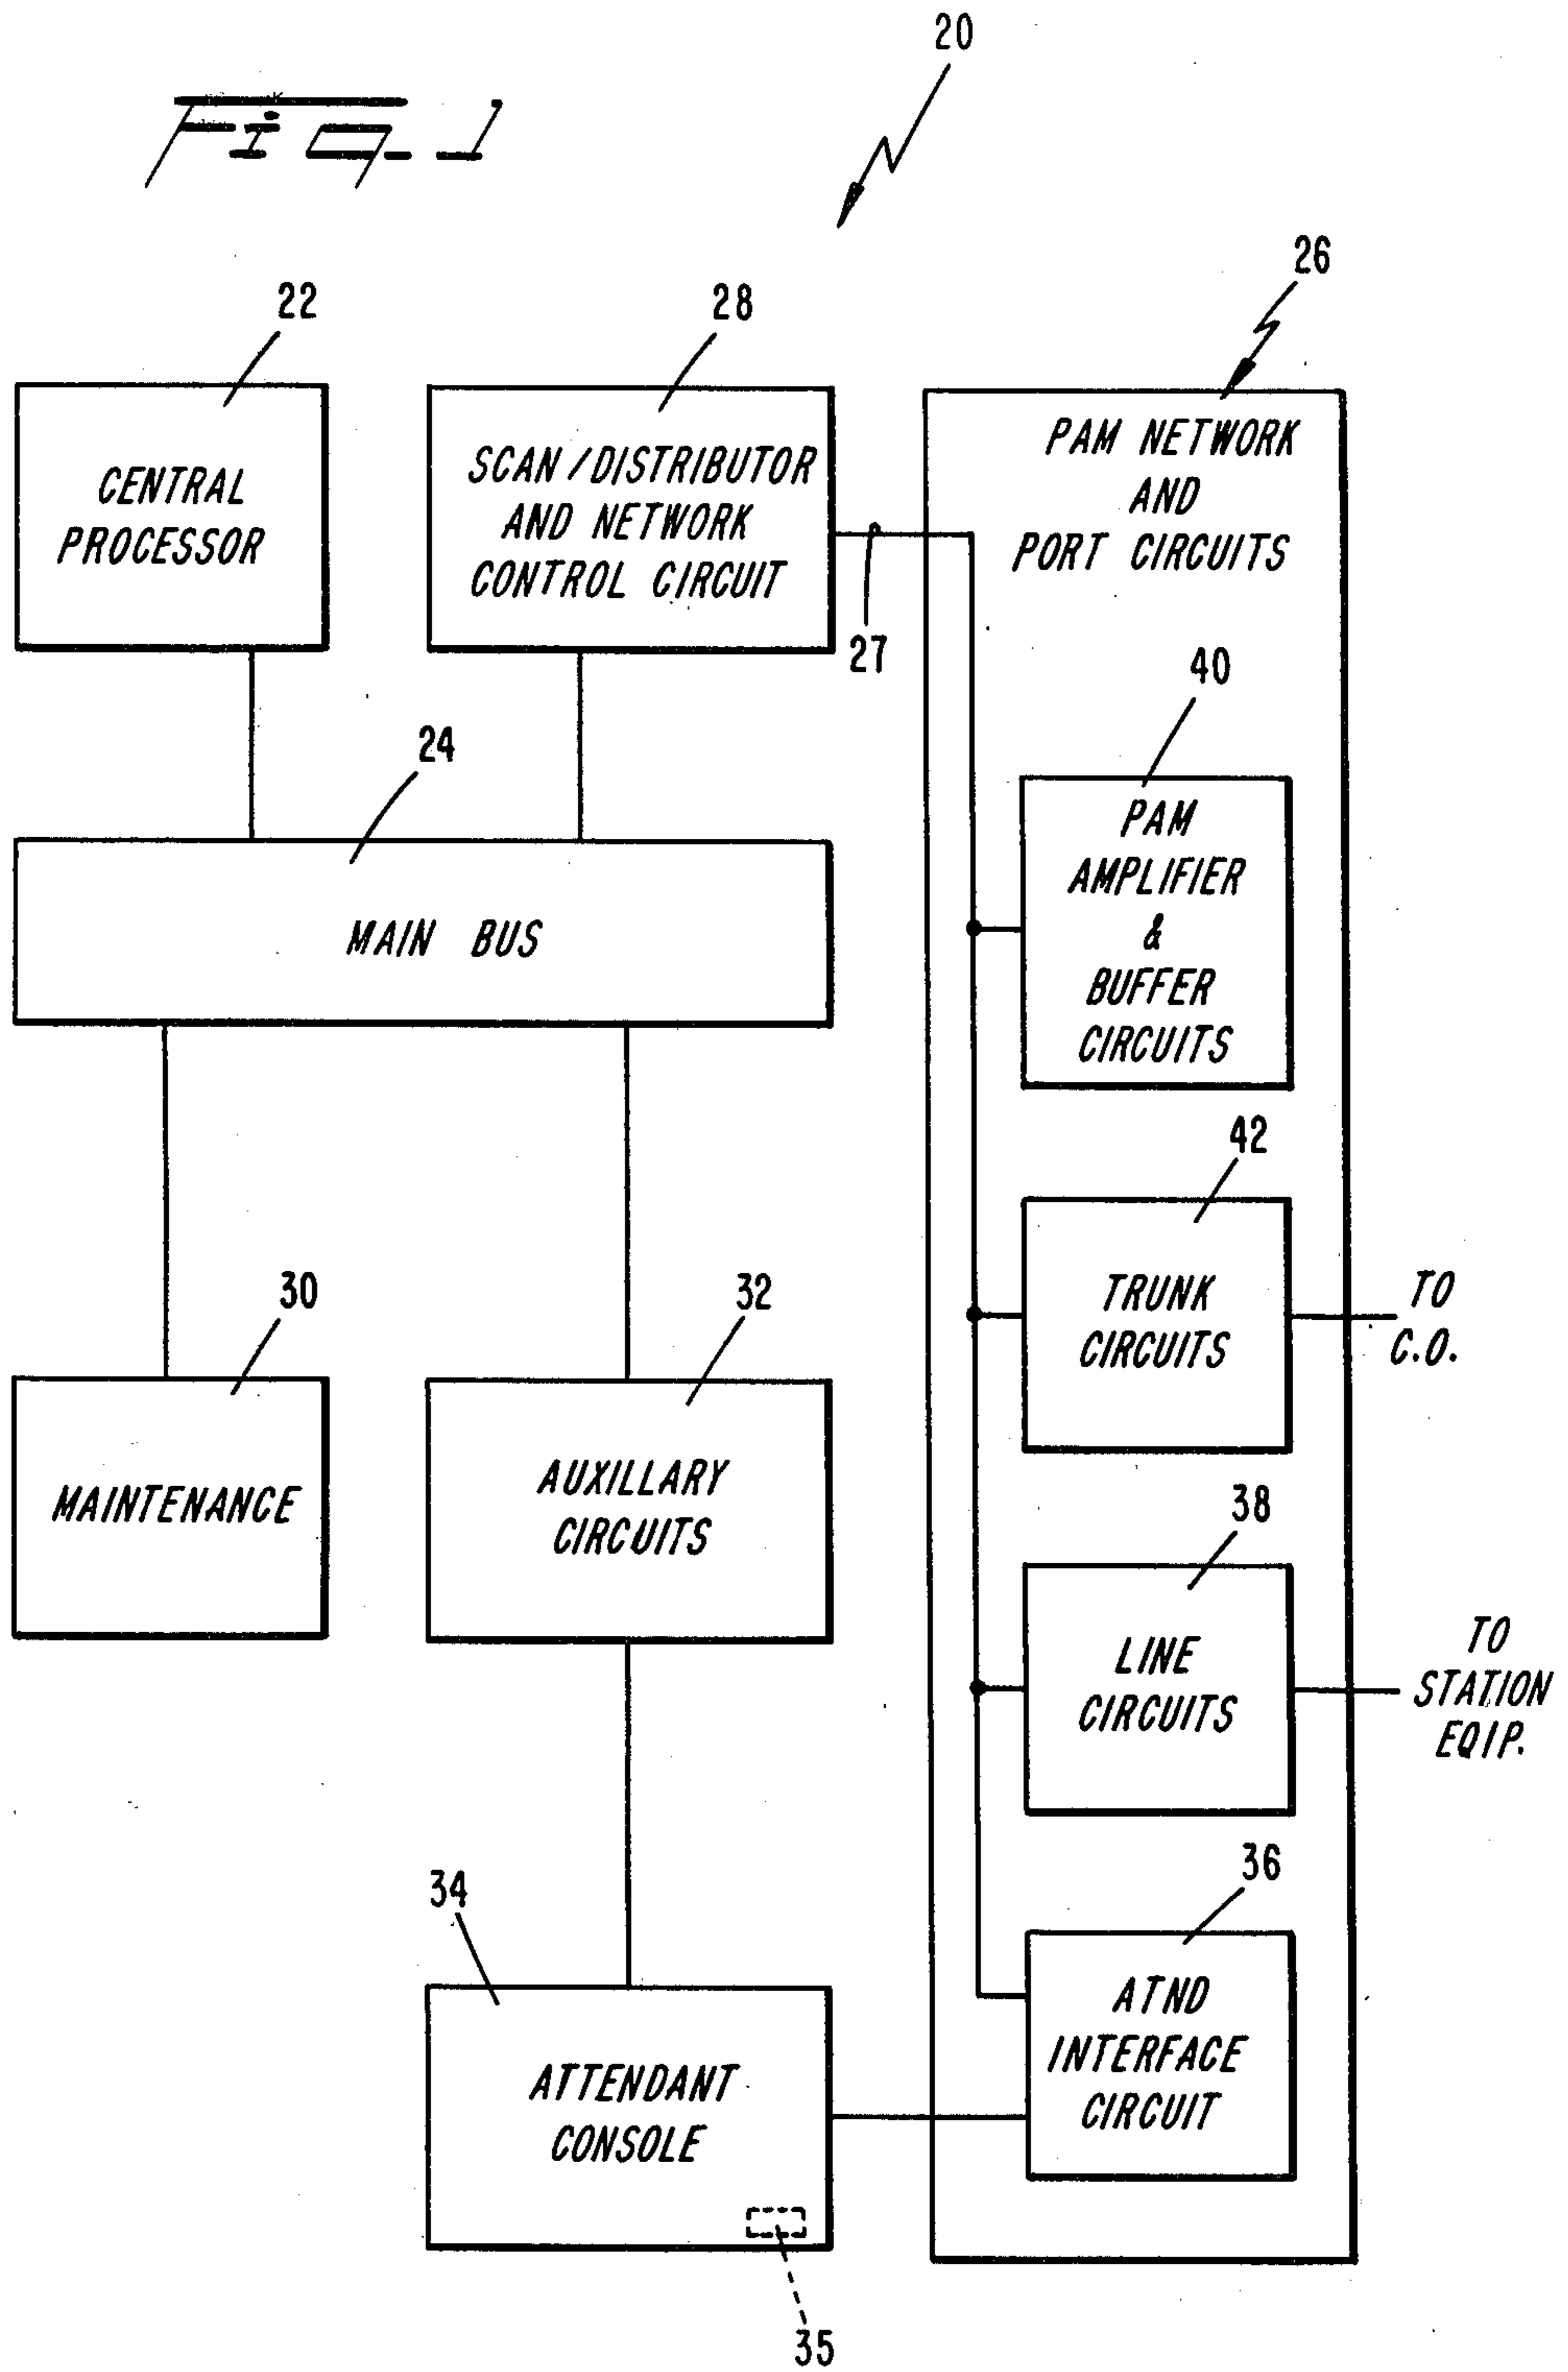 Fig_1
20
26
22
28
CENTRAL
PROCESSOR
SCAN/DISTRIBUTOR
AND NETWORK
CONTROL CIRCUIT
PAM NETWORK
AND
PORT CIRCUITS
27
24
40
MAIN BUS
PAM
AMPLIFIER
&
BUFFER
CIRCUITS
42
30
32
TRUNK
CIRCUITS
TO
C.O.
MAINTENANCE
AUXILLARY
CIRCUITS
38
LINE
CIRCUITS
TO
STATION
EQIP.
34
36
ATTENDANT
CONSOLE
ATND
INTERFACE
CIRCUIT
35